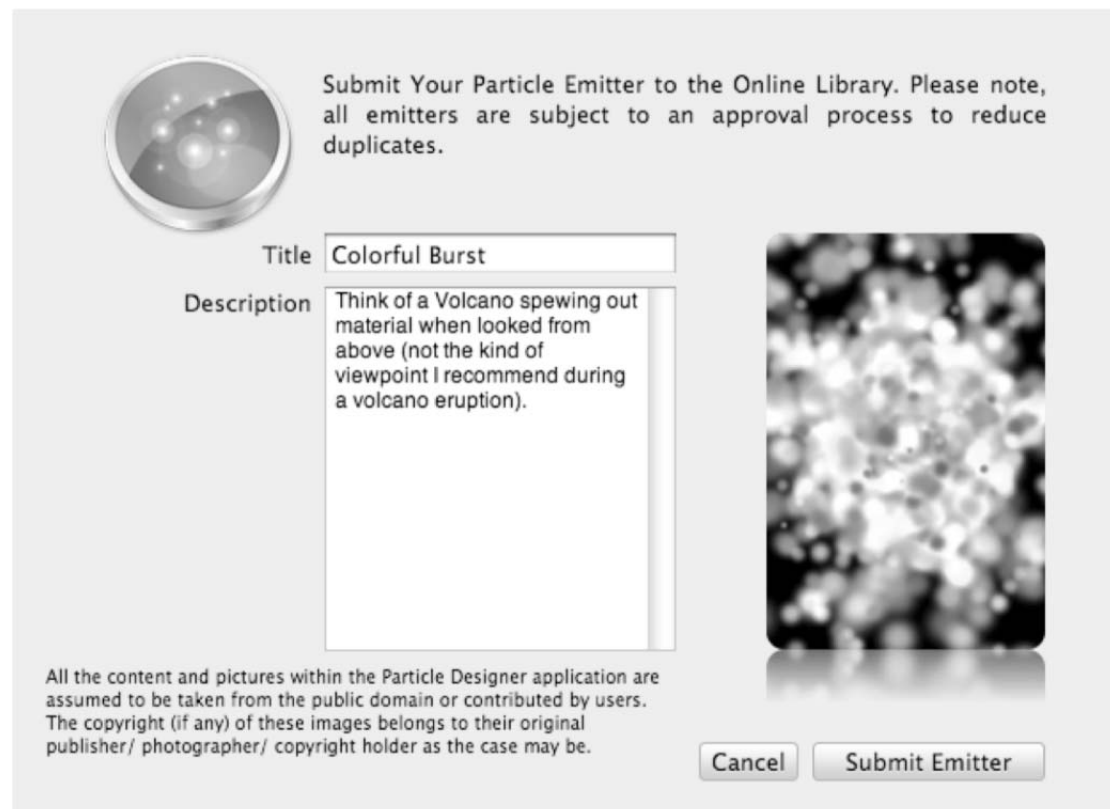 Submit Your Particle Emitter to the Online Library. Please note,
all emitters are subject to an approval process to reduce
duplicates.
Title Colorful Burst
Description Think of a Volcano spewing out
material when looked from
above (not the kind of
viewpoint I recommend during
a volcano eruption).
All the content and pictures within the Particle Designer application are
assumed to be taken from the public domain or contributed by users.
The copyright (if any) of these images belongs to their original
publisher/ photographer/ copyright holder as the case may be.
Cancel Submit Emitter